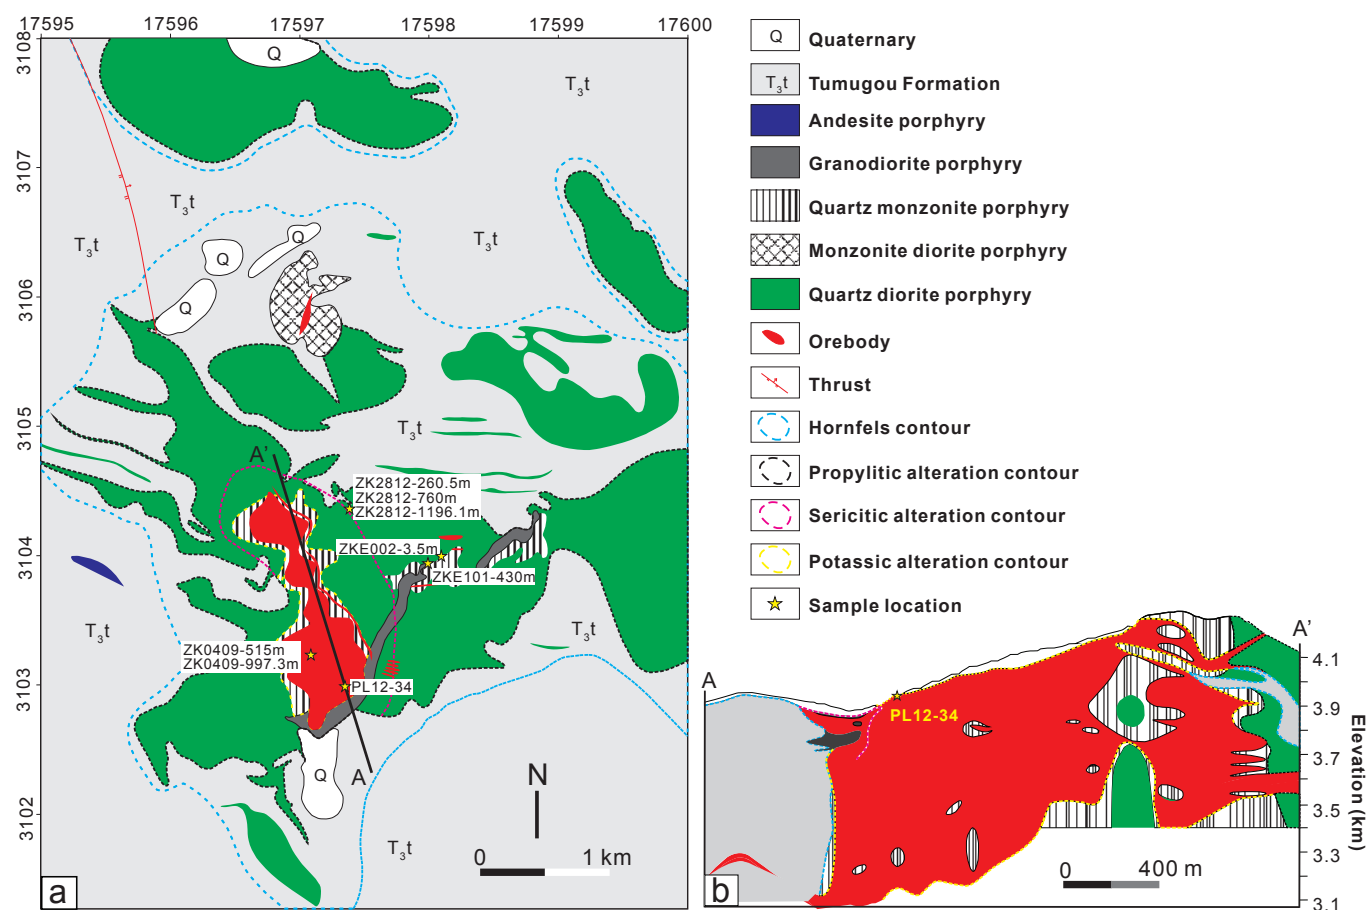 17595 17596 17597 17598 17599 17600
3108
3107
3106
3105
3104
3103
3102
Q
T3t
T3t
T3t
T3t
Q
Q
Q
T3t
A'
ZK2812-260.5m
ZK2812-760m
ZK2812-1196.1m
ZKE002-3.5m
ZKE101-430m
T3t
T3t
ZK0409-515m
ZK0409-997.3m
PL12-34
Q
A
N
T3t
0 1 km
a
Q Quaternary
T3t Tumugou Formation
Andesite porphyry
Granodiorite porphyry
Quartz monzonite porphyry
Monzonite diorite porphyry
Quartz diorite porphyry
Orebody
Thrust
Hornfels contour
Propylitic alteration contour
Sericitic alteration contour
Potassic alteration contour
Sample location
A
A'
PL12-34
4.1
3.9
3.7
3.5
3.3
3.1
Elevation (km)
0 400 m
b